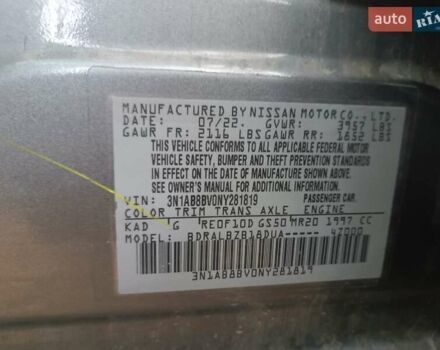 auto RIA
MANUFACTURED BY NISSAN MOTOR CO., LTD.
DATE: 07/22. GVWR: 3957 LBS
GAWR FR: 2116 LBS GAWR RR: 1852 LBS
THIS VEHICLE CONFORMS TO ALL APPLICABLE FEDERAL MOTOR
VEHICLE SAFETY, BUMPER AND THEFT PREVENTION STANDARDS
IN EFFECT ON THE DATE OF MANUFACTURE SHOWN ABOVE.
SEE OWNER'S MANUAL FOR ADDITIONAL INFORMATION
VIN: 3N1AB8BV0NY281819 PASSENGER CAR.
COLOR TRIM TRANS AXLE ENGINE
KAD G RE0F10D GS50 MR20 1997 CC
MODEL: BDRALBZB18DUA----- 4Z000
3N1AB8BV0NY281819